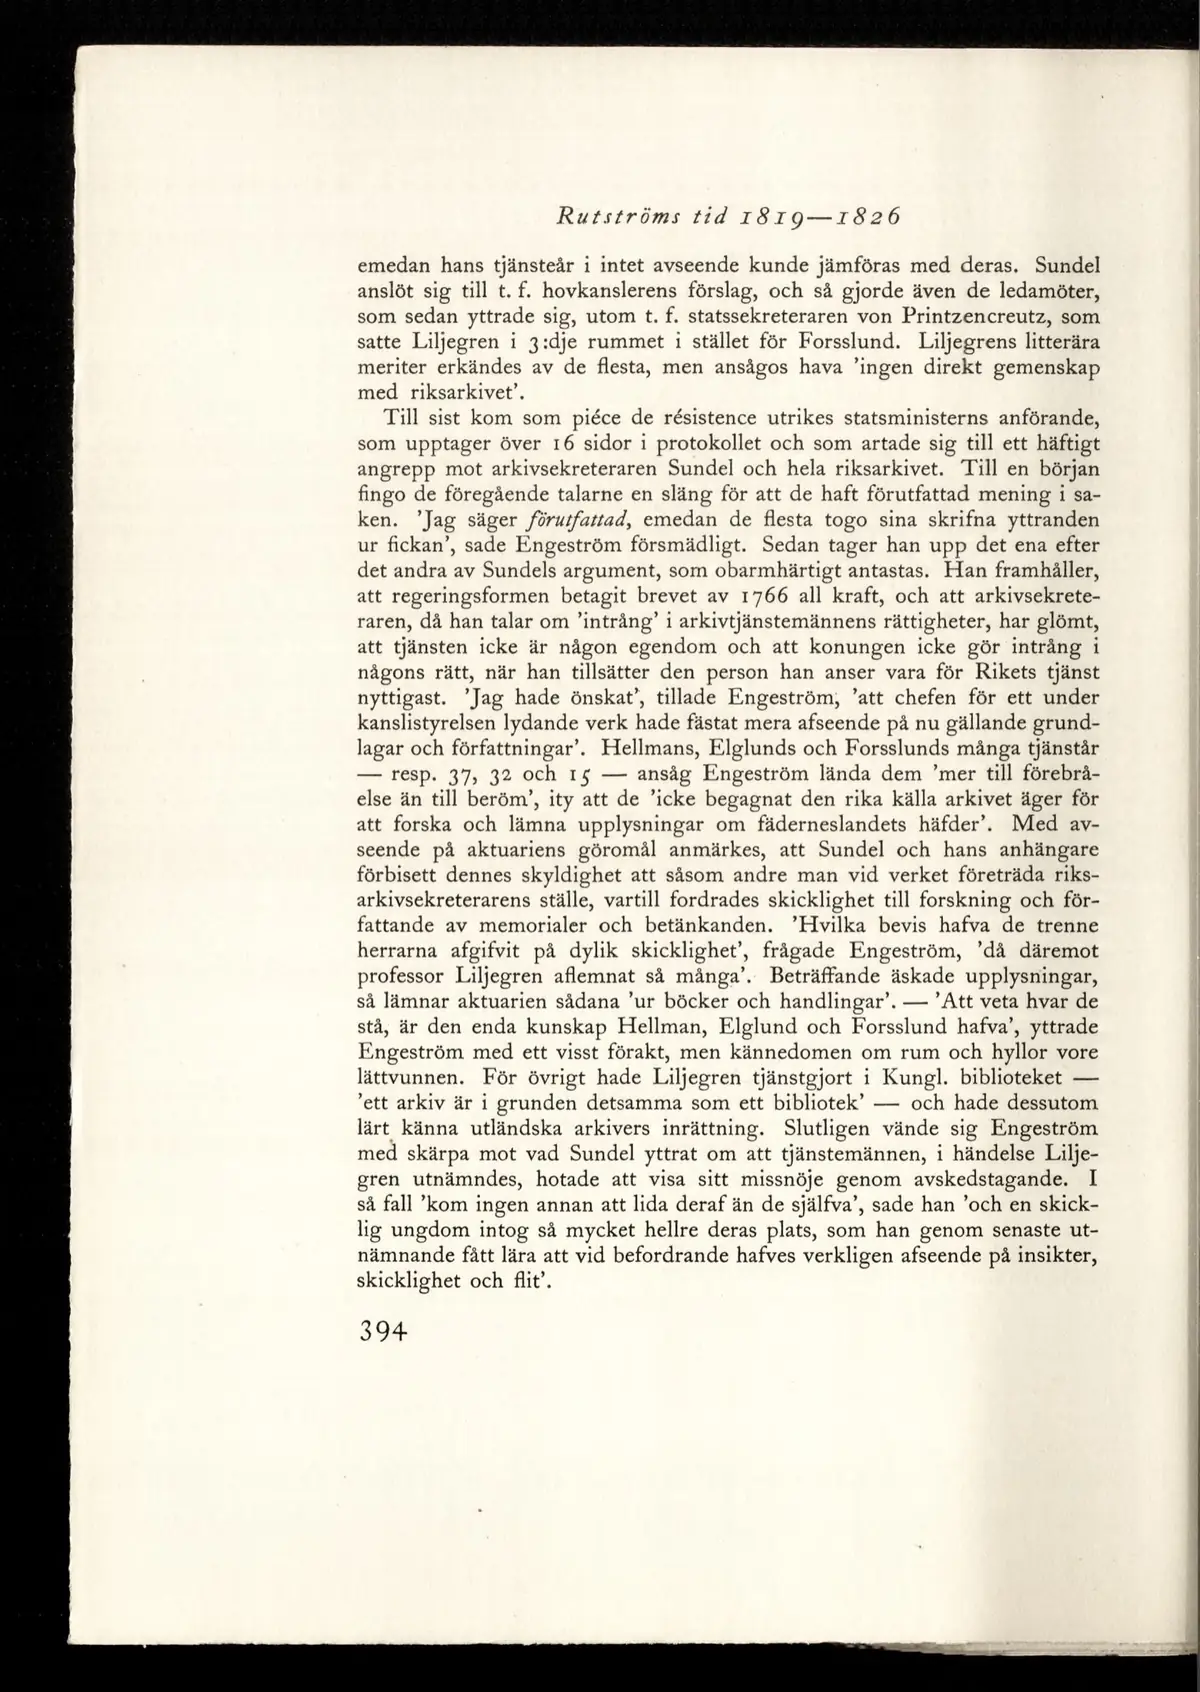 Rutströms tid 1819—1826
emedan hans tjänsteår i intet avseende kunde jämföras med deras. Sundel
anslöt sig till t. f. hovkanslerens förslag, och så gjorde även de ledamöter,
som sedan yttrade sig, utom t. f. statssekreteraren von Printzencreutz, som
satte Liljegren i 3:dje rummet i stället för Forsslund. Liljegrens litterära
meriter erkändes av de flesta, men ansågos hava ’ingen direkt gemenskap
med riksarkivet’.
Till sist kom som piéce de résistence utrikes statsministerns anförande,
som upptager över 16 sidor i protokollet och som artade sig till ett häftigt
angrepp mot arkivsekreteraren Sundel och hela riksarkivet. Till en början
fingo de föregående talarne en släng för att de haft förutfattad mening i sa-
ken. ’Jag säger förutfattad, emedan de flesta togo sina skrifna yttranden
ur fickan’, sade Engeström försmädligt. Sedan tager han upp det ena efter
det andra av Sundels argument, som obarmhärtigt antastas. Han framhåller,
att regeringsformen betagit brevet av 1766 all kraft, och att arkivsekrete-
raren, då han talar om ’intrång’ i arkivtjänstemännens rättigheter, har glömt,
att tjänsten icke är någon egendom och att konungen icke gör intrång i
någons rätt, när han tillsätter den person han anser vara för Rikets tjänst
nyttigast. ’Jag hade önskat’, tillade Engeström, ’att chefen för ett under
kanslistyrelsen lydande verk hade fästat mera afseende på nu gällande grund-
lagar och författningar’. Hellmans, Elglunds och Forsslunds många tjänstår
— resp. 37, 32 och 15 — ansåg Engeström lända dem ’mer till förebrå-
else än till beröm’, ity att de ’icke begagnat den rika källa arkivet äger för
att forska och lämna upplysningar om fäderneslandets häfder’. Med av-
seende på aktuariens göromål anmärkes, att Sundel och hans anhängare
förbisett dennes skyldighet att såsom andre man vid verket företräda riks-
arkivsekreterarens ställe, vartill fordrades skicklighet till forskning och för-
fattande av memorialer och betänkanden. ’Hvilka bevis hafva de trenne
herrarna afgifvit på dylik skicklighet’, frågade Engeström, ’då däremot
professor Liljegren aflemnat så många’. Beträffande äskade upplysningar,
så lämnar aktuarien sådana ’ur böcker och handlingar’. — ’Att veta hvar de
stå, är den enda kunskap Hellman, Elglund och Forsslund hafva’, yttrade
Engeström med ett visst förakt, men kännedomen om rum och hyllor vore
lättvunnen. För övrigt hade Liljegren tjänstgjort i Kungl. biblioteket —
’ett arkiv är i grunden detsamma som ett bibliotek’ — och hade dessutom
lärt känna utländska arkivers inrättning. Slutligen vände sig Engeström
med skärpa mot vad Sundel yttrat om att tjänstemännen, i händelse Lilje-
gren utnämndes, hotade att visa sitt missnöje genom avskedstagande. I
så fall ’kom ingen annan att lida deraf än de själfva’, sade han ’och en skick-
lig ungdom intog så mycket hellre deras plats, som han genom senaste ut-
nämnande fått lära att vid befordrande hafves verkligen afseende på insikter,
skicklighet och flit’.
394